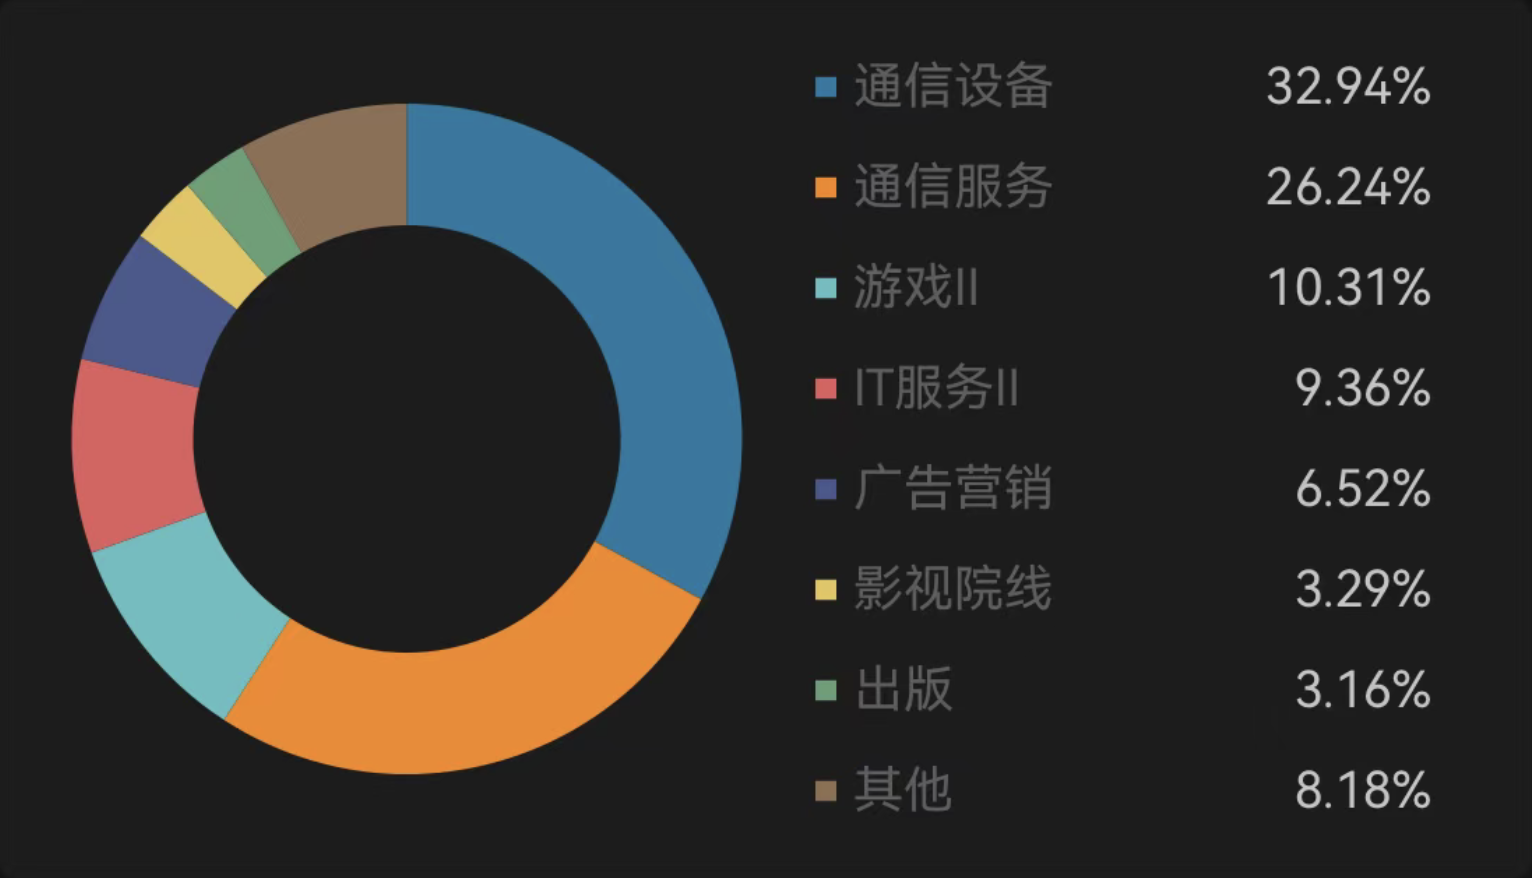 通信设备 32.94%
通信服务 26.24%
游戏II 10.31%
IT服务II 9.36%
广告营销 6.52%
影视院线 3.29%
出版 3.16%
其他 8.18%